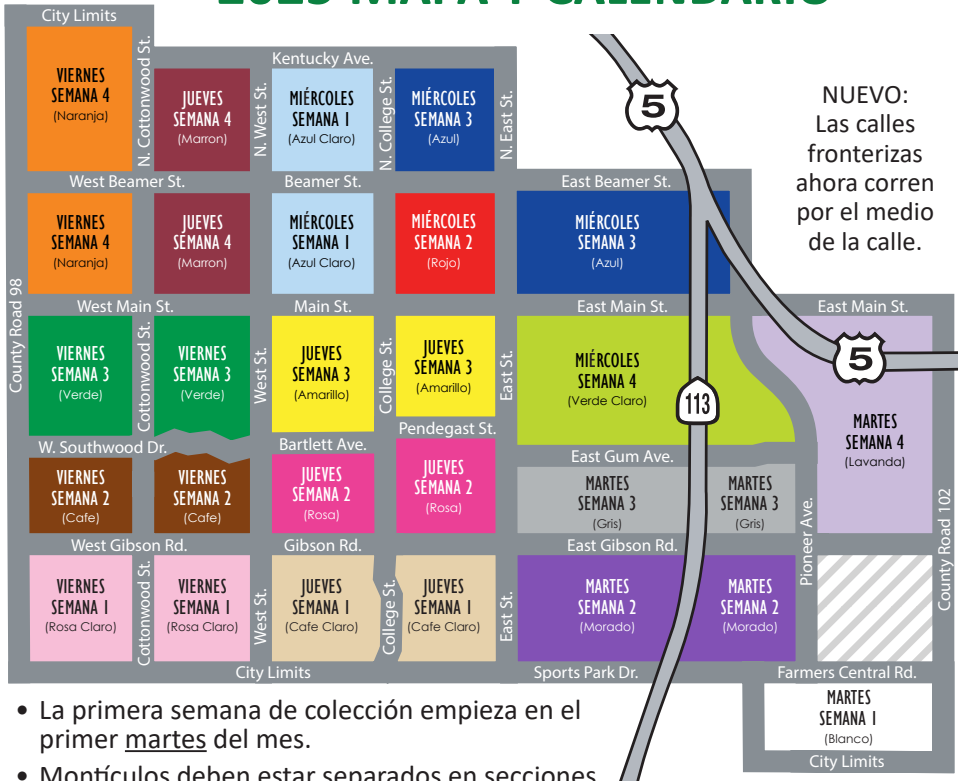 2025 MAPA Y CALENDARIO
City Limits
Kentucky Ave.
N. Cottonwood St.
N. West St.
N. College St.
N. East St.
VIERNES
SEMANA 4
(Naranja)
JUEVES
SEMANA 4
(Marron)
MIÉRCOLES
SEMANA 1
(Azul Claro)
MIÉRCOLES
SEMANA 3
(Azul)
5
NUEVO:
Las calles
fronterizas
ahora corren
por el medio
de la calle.
West Beamer St.
Beamer St.
East Beamer St.
VIERNES
SEMANA 4
(Naranja)
JUEVES
SEMANA 4
(Marron)
MIÉRCOLES
SEMANA 1
(Azul Claro)
MIÉRCOLES
SEMANA 2
(Rojo)
MIÉRCOLES
SEMANA 3
(Azul)
County Road 98
West Main St.
Main St.
East Main St.
East Main St.
VIERNES
SEMANA 3
(Verde)
Cottonwood St.
VIERNES
SEMANA 3
(Verde)
West St.
JUEVES
SEMANA 3
(Amarillo)
College St.
JUEVES
SEMANA 3
(Amarillo)
East St.
MIÉRCOLES
SEMANA 4
(Verde Claro)
113
5
MARTES
SEMANA 4
(Lavanda)
W. Southwood Dr.
Bartlett Ave.
Pendegast St.
East Gum Ave.
VIERNES
SEMANA 2
(Cafe)
VIERNES
SEMANA 2
(Cafe)
JUEVES
SEMANA 2
(Rosa)
JUEVES
SEMANA 2
(Rosa)
MARTES
SEMANA 3
(Gris)
MARTES
SEMANA 3
(Gris)
Pioneer Ave.
County Road 102
West Gibson Rd.
Gibson Rd.
East Gibson Rd.
VIERNES
SEMANA 1
(Rosa Claro)
Cottonwood St.
VIERNES
SEMANA 1
(Rosa Claro)
West St.
JUEVES
SEMANA 1
(Cafe Claro)
College St.
JUEVES
SEMANA 1
(Cafe Claro)
East St.
MARTES
SEMANA 2
(Morado)
MARTES
SEMANA 2
(Morado)
City Limits
Sports Park Dr.
Farmers Central Rd.
MARTES
SEMANA 1
(Blanco)
City Limits
• La primera semana de colección empieza en el
primer martes del mes.
• Montículos deben estar separados en secciones